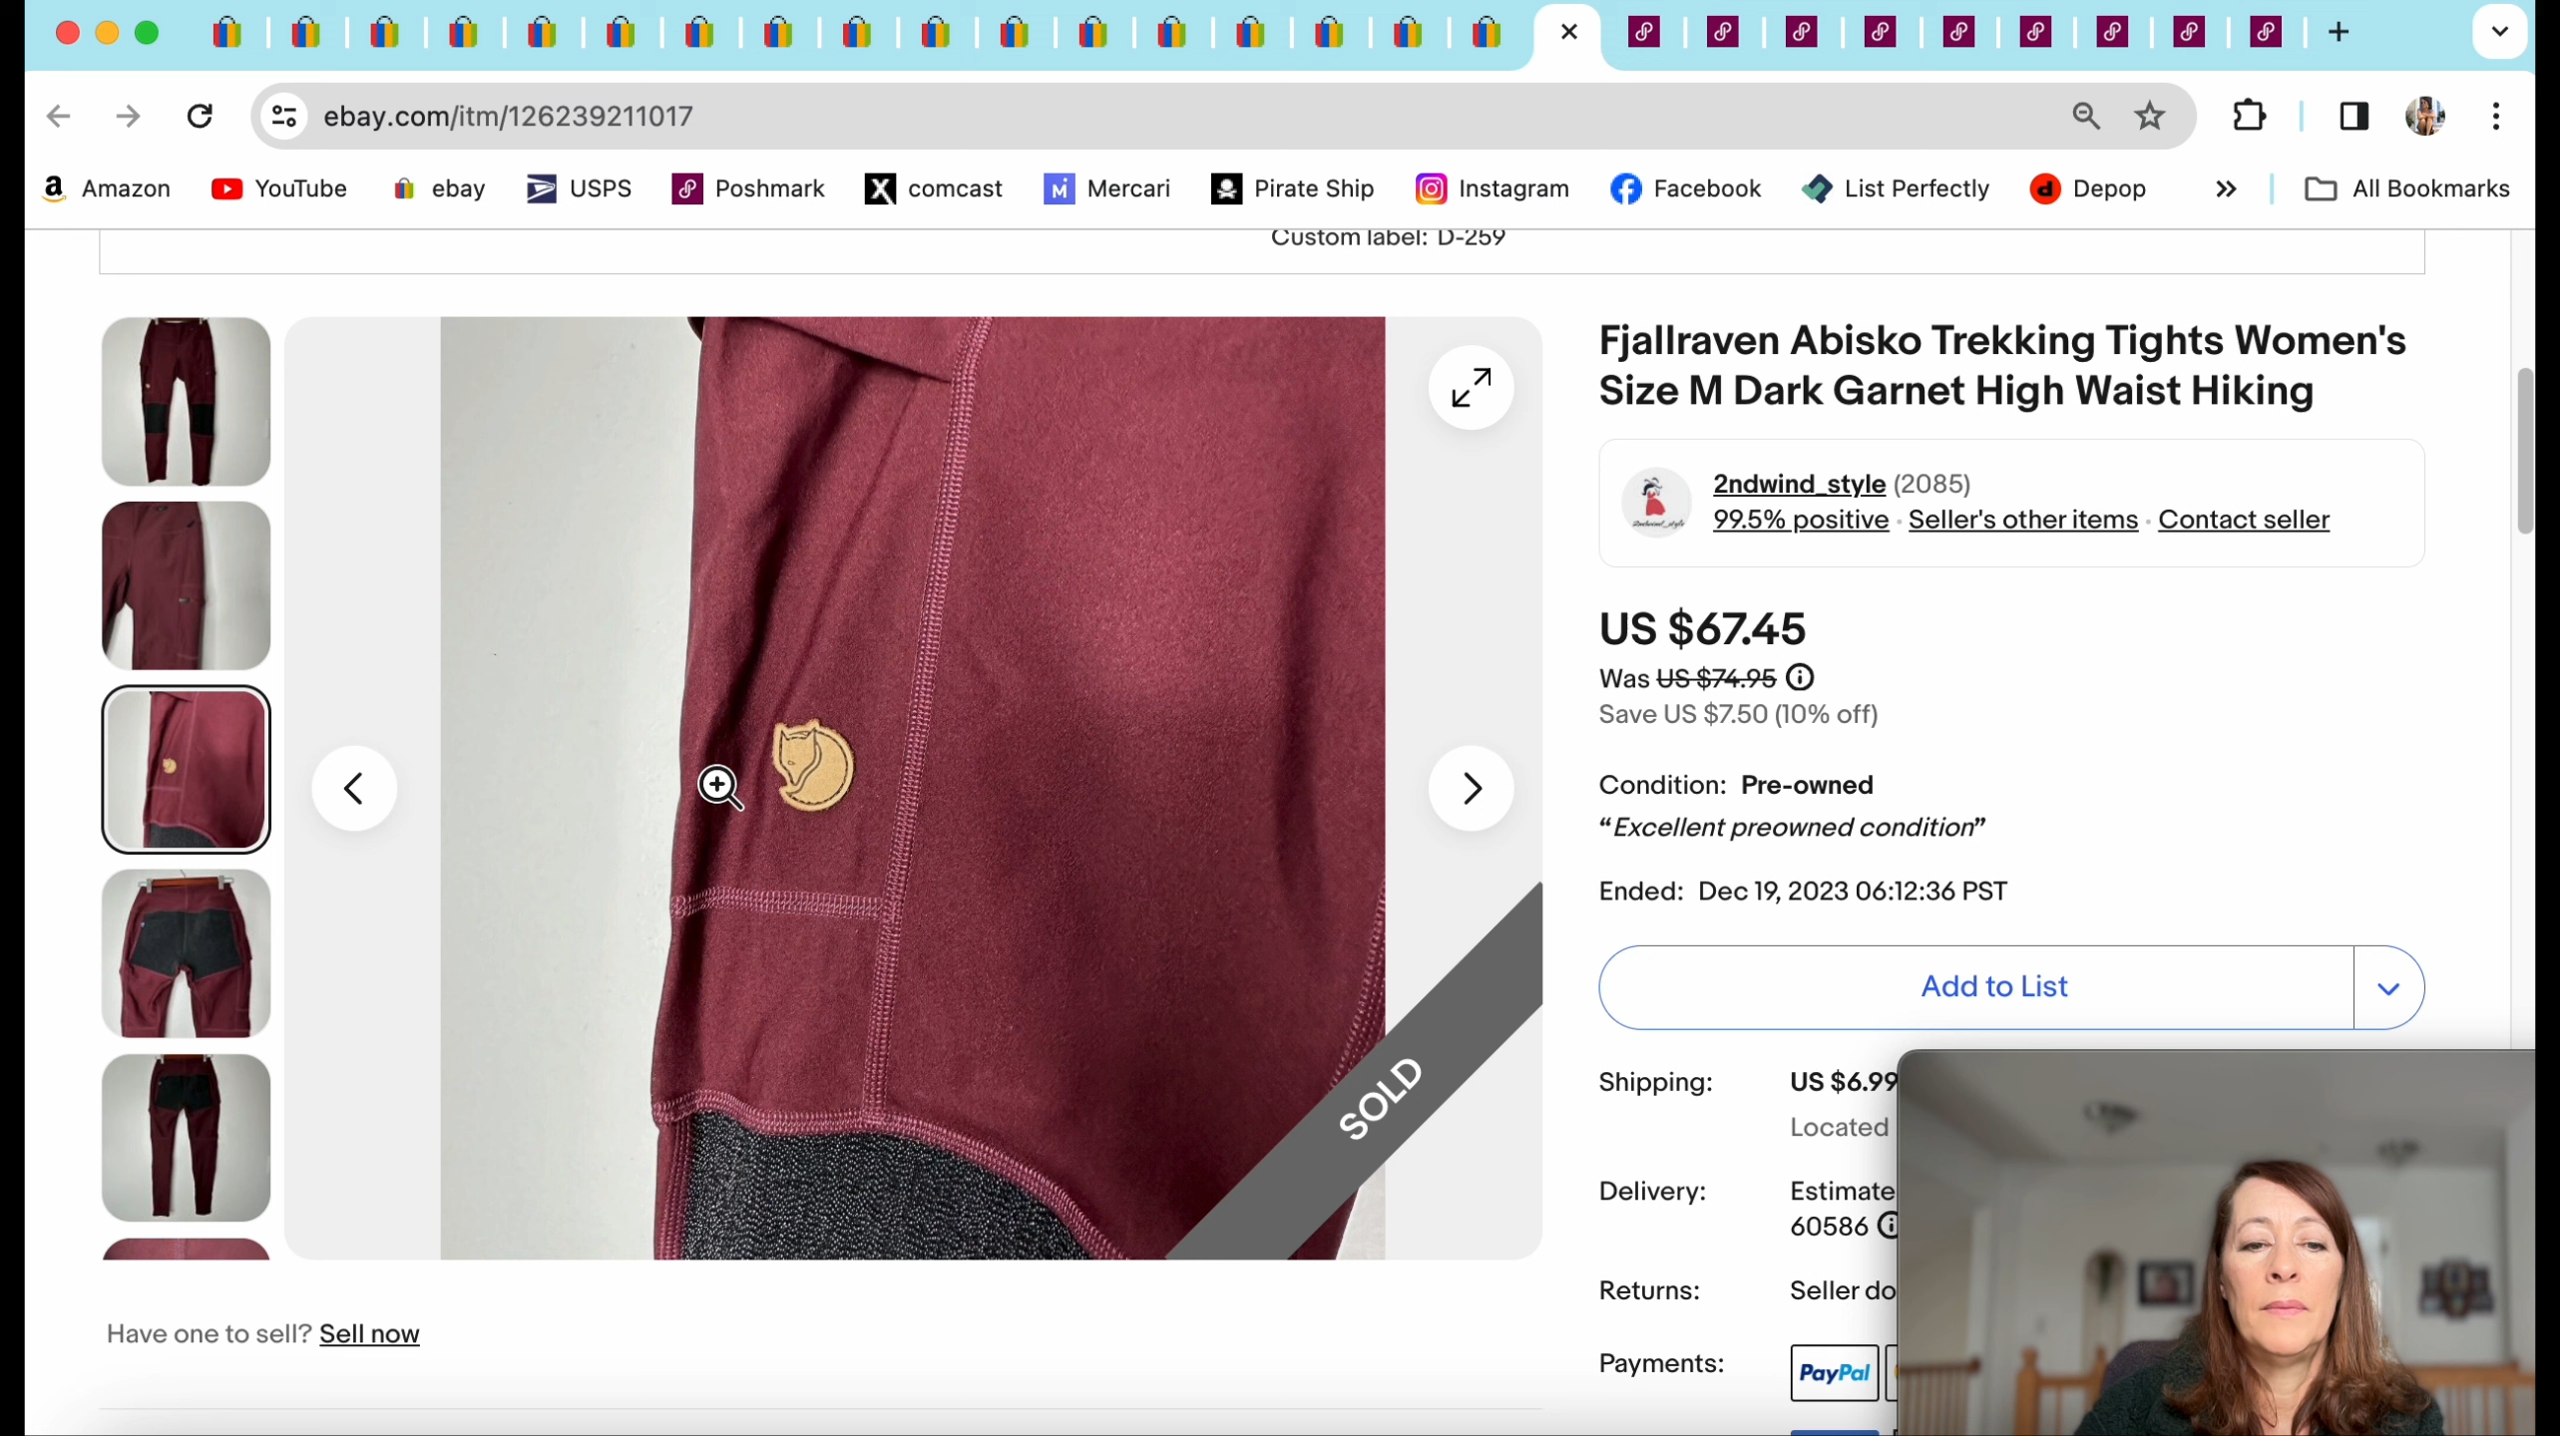 ebay.com/itm/126239211017
Amazon YouTube ebay USPS Poshmark comcast Mercari Pirate Ship Instagram Facebook List Perfectly Depop » All Bookmarks
Custom label: D-259
Fjallraven Abisko Trekking Tights Women's
Size M Dark Garnet High Waist Hiking
2ndwind_style (2085)
99.5% positive · Seller's other items · Contact seller
US $67.45
Was US $74.95
Save US $7.50 (10% off)
Condition: Pre-owned
“Excellent preowned condition”
Ended: Dec 19, 2023 06:12:36 PST
Add to List
SOLD
Shipping: US $6.99
Located
Delivery: Estimate
60586
Returns: Seller do
Payments: PayPal
Have one to sell? Sell now